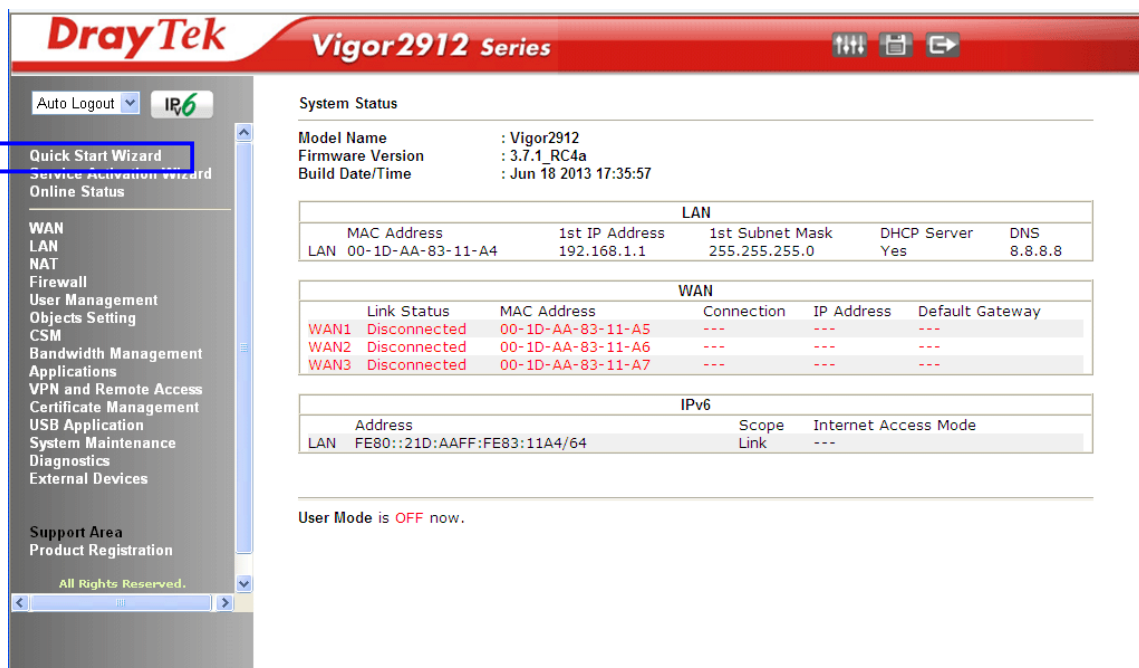 DrayTek
Vigor2912 Series
Auto Logout
IPv6
Quick Start Wizard
Service Activation Wizard
Online Status
WAN
LAN
NAT
Firewall
User Management
Objects Setting
CSM
Bandwidth Management
Applications
VPN and Remote Access
Certificate Management
USB Application
System Maintenance
Diagnostics
External Devices
Support Area
Product Registration
All Rights Reserved.
System Status
Model Name : Vigor2912
Firmware Version : 3.7.1_RC4a
Build Date/Time : Jun 18 2013 17:35:57
LAN
MAC Address 1st IP Address 1st Subnet Mask DHCP Server DNS
LAN 00-1D-AA-83-11-A4 192.168.1.1 255.255.255.0 Yes 8.8.8.8
WAN
Link Status MAC Address Connection IP Address Default Gateway
WAN1 Disconnected 00-1D-AA-83-11-A5 --- --- ---
WAN2 Disconnected 00-1D-AA-83-11-A6 --- --- ---
WAN3 Disconnected 00-1D-AA-83-11-A7 --- --- ---
IPv6
Address Scope Internet Access Mode
LAN FE80::21D:AAFF:FE83:11A4/64 Link ---
User Mode is OFF now.